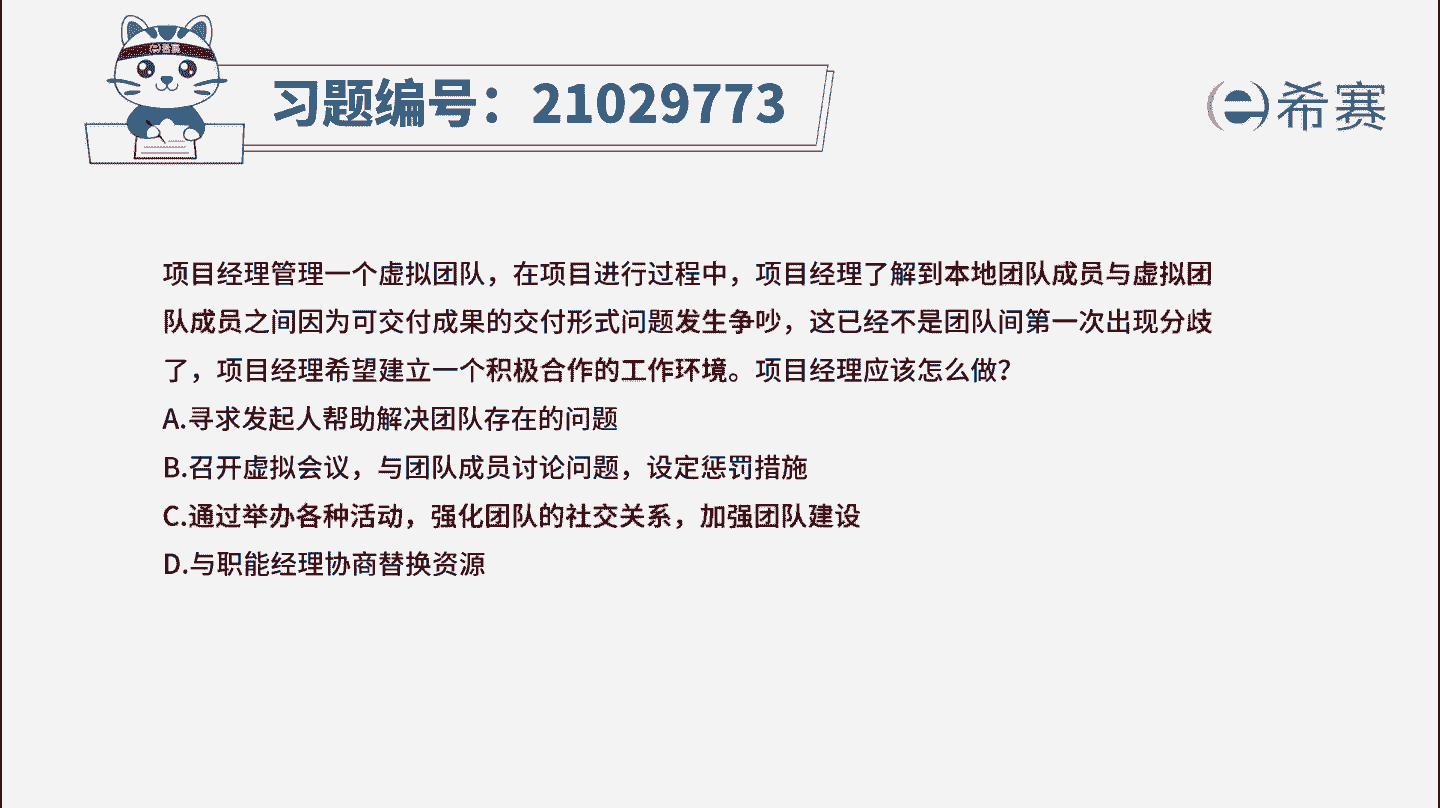 希赛
习题编号：21029773
希赛
项目经理管理一个虚拟团队，在项目进行过程中，项目经理了解到本地团队成员与虚拟团
队成员之间因为可交付成果的交付形式问题发生争吵，这已经不是团队间第一次出现分歧
了，项目经理希望建立一个积极合作的工作环境。项目经理应该怎么做？
A.寻求发起人帮助解决团队存在的问题
B.召开虚拟会议，与团队成员讨论问题，设定惩罚措施
C.通过举办各种活动，强化团队的社交关系，加强团队建设
D.与职能经理协商替换资源